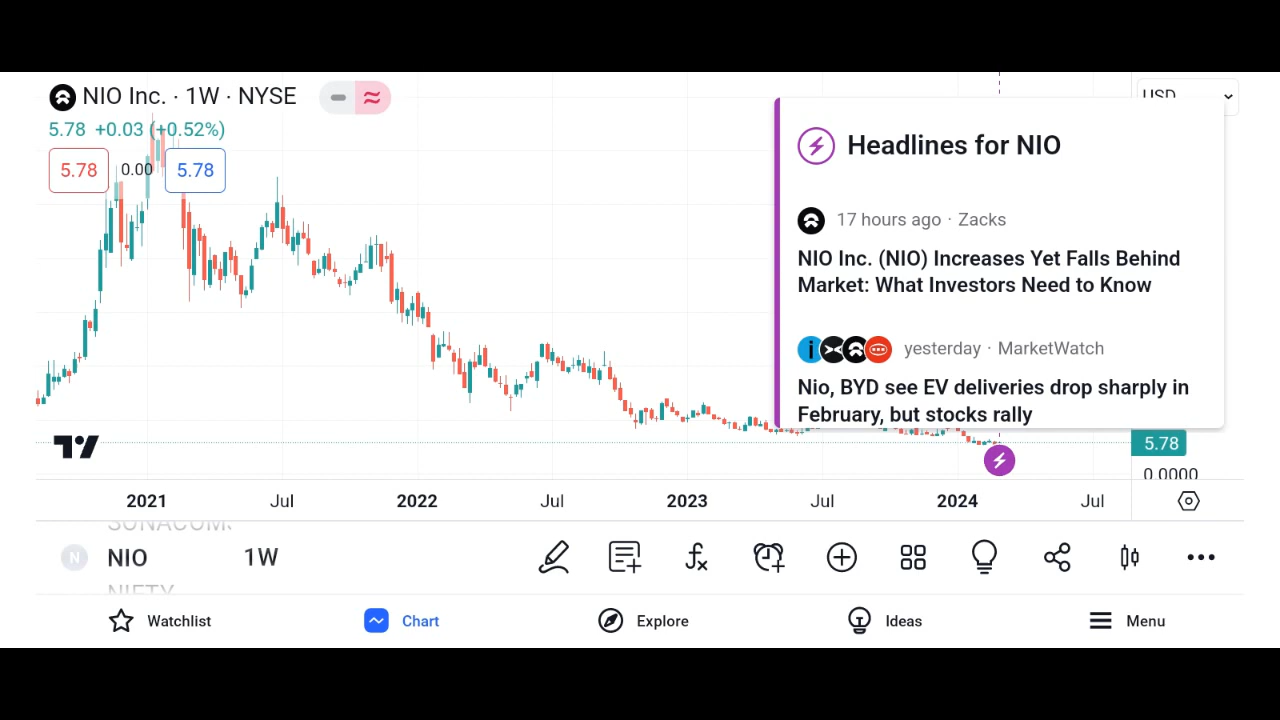 NIO Inc. · 1W · NYSE
USD
5.78 +0.03 (+0.52%)
5.78 0.00 5.78
Headlines for NIO
17 hours ago · Zacks
NIO Inc. (NIO) Increases Yet Falls Behind
Market: What Investors Need to Know
yesterday · MarketWatch
Nio, BYD see EV deliveries drop sharply in
February, but stocks rally
5.78
0.0000
2021 Jul 2022 Jul 2023 Jul 2024 Jul
N NIO 1W
NIFTY
Watchlist Chart Explore Ideas Menu